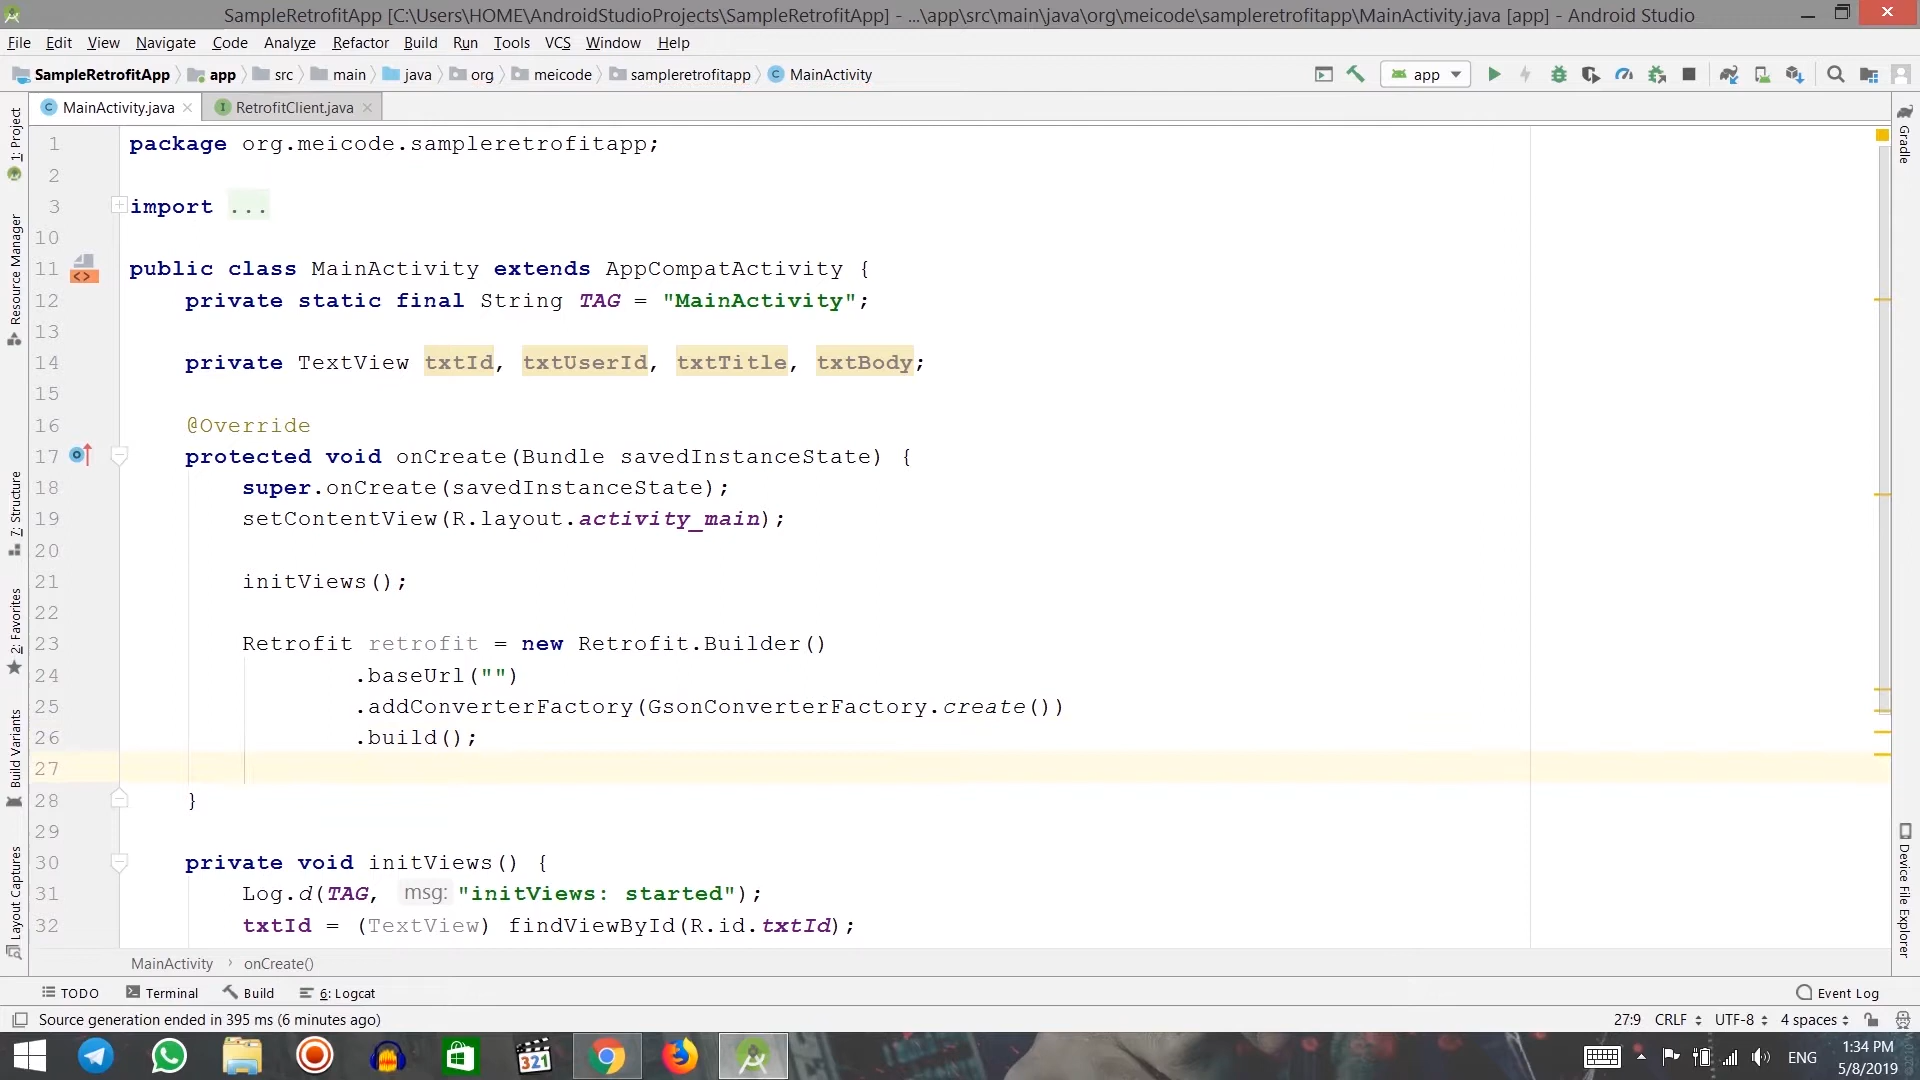 SampleRetrofitApp [C:\Users\HOME\AndroidStudioProjects\SampleRetrofitApp] - ...\app\src\main\java\org\meicode\sampleretrofitapp\MainActivity.java [app] - Android Studio
File Edit View Navigate Code Analyze Refactor Build Run Tools VCS Window Help
SampleRetrofitApp app src main java org meicode sampleretrofitapp MainActivity
app
MainActivity.java RetrofitClient.java
1 package org.meicode.sampleretrofitapp;
2
3 import ...
10
11 public class MainActivity extends AppCompatActivity {
12 private static final String TAG = "MainActivity";
13
14 private TextView txtId, txtUserId, txtTitle, txtBody;
15
16 @Override
17 protected void onCreate(Bundle savedInstanceState) {
18 super.onCreate(savedInstanceState);
19 setContentView(R.layout.activity_main);
20
21 initViews();
22
23 Retrofit retrofit = new Retrofit.Builder()
24 .baseUrl("")
25 .addConverterFactory(GsonConverterFactory.create())
26 .build();
27
28 }
29
30 private void initViews() {
31 Log.d(TAG, msg: "initViews: started");
32 txtId = (TextView) findViewById(R.id.txtId);
MainActivity › onCreate()
1: Project
Resource Manager
7: Structure
2: Favorites
Build Variants
Layout Captures
Gradle
Device File Explorer
TODO Terminal Build 6: Logcat Event Log
Source generation ended in 395 ms (6 minutes ago) 27:9 CRLF UTF-8 4 spaces
321
ENG
1:34 PM
5/8/2019